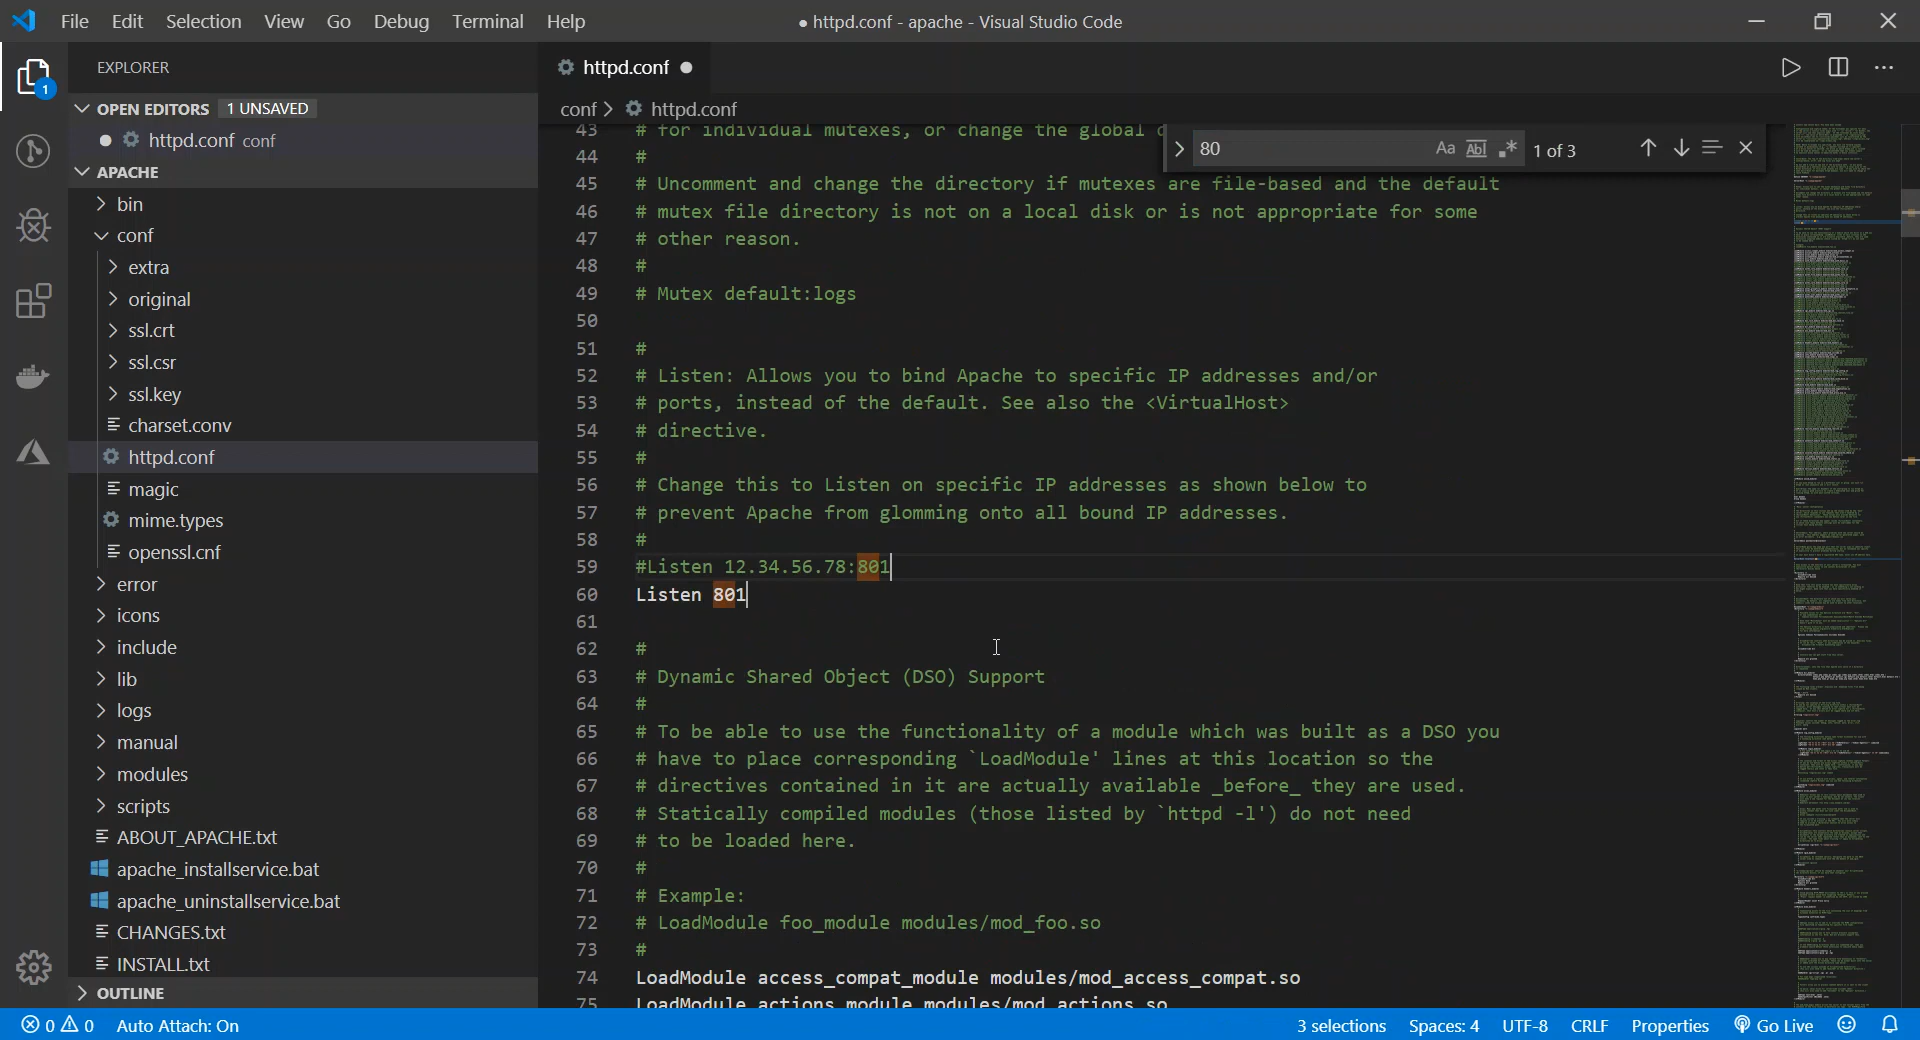 File Edit Selection View Go Debug Terminal Help
● httpd.conf - apache - Visual Studio Code
EXPLORER
OPEN EDITORS 1 UNSAVED
httpd.conf conf
APACHE
bin
conf
extra
original
ssl.crt
ssl.csr
ssl.key
charset.conv
httpd.conf
magic
mime.types
openssl.cnf
error
icons
include
lib
logs
manual
modules
scripts
ABOUT_APACHE.txt
apache_installservice.bat
apache_uninstallservice.bat
CHANGES.txt
INSTALL.txt
OUTLINE
1
httpd.conf
conf > httpd.conf
80 Aa Abl .* 1 of 3
43 # for individual mutexes, or change the global
44 #
45 # Uncomment and change the directory if mutexes are file-based and the default
46 # mutex file directory is not on a local disk or is not appropriate for some
47 # other reason.
48 #
49 # Mutex default:logs
50
51 #
52 # Listen: Allows you to bind Apache to specific IP addresses and/or
53 # ports, instead of the default. See also the <VirtualHost>
54 # directive.
55 #
56 # Change this to Listen on specific IP addresses as shown below to
57 # prevent Apache from glomming onto all bound IP addresses.
58 #
59 #Listen 12.34.56.78:801
60 Listen 801
61
62 #
63 # Dynamic Shared Object (DSO) Support
64 #
65 # To be able to use the functionality of a module which was built as a DSO you
66 # have to place corresponding `LoadModule' lines at this location so the
67 # directives contained in it are actually available _before_ they are used.
68 # Statically compiled modules (those listed by `httpd -l') do not need
69 # to be loaded here.
70 #
71 # Example:
72 # LoadModule foo_module modules/mod_foo.so
73 #
74 LoadModule access_compat_module modules/mod_access_compat.so
75 LoadModule actions_module modules/mod_actions.so
0 0 Auto Attach: On 3 selections Spaces: 4 UTF-8 CRLF Properties Go Live